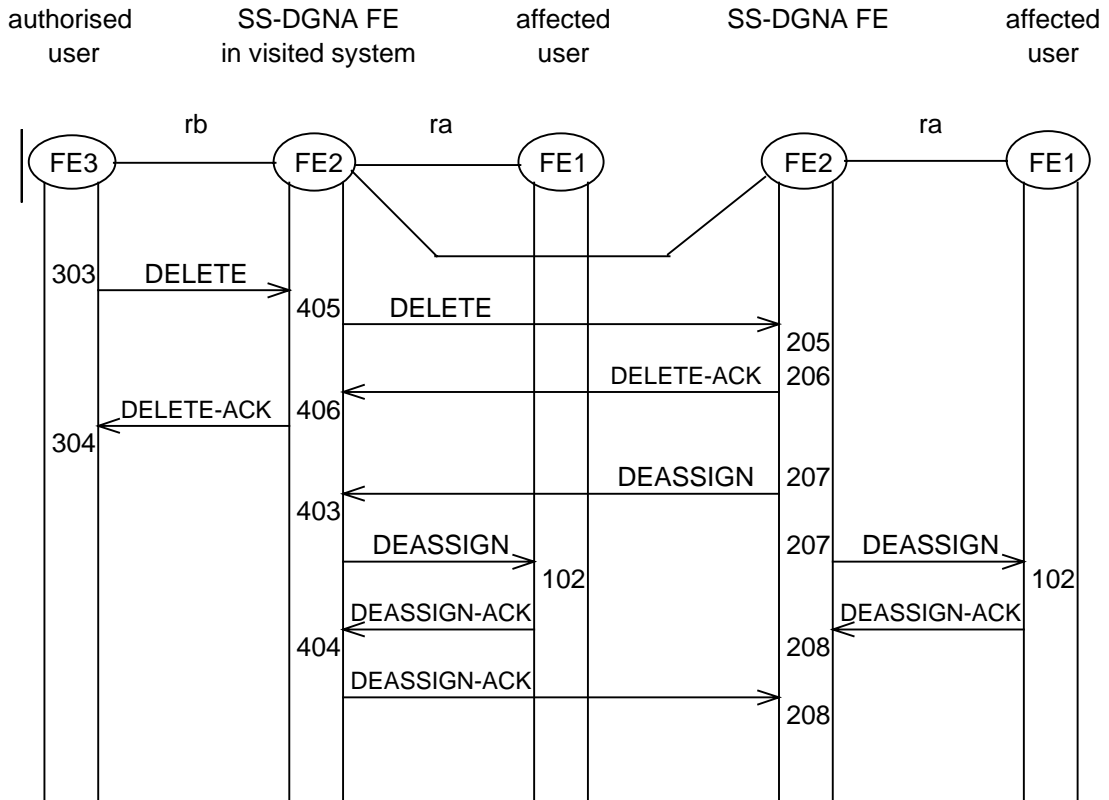 authorised user
SS-DGNA FE in visited system
affected user
SS-DGNA FE
affected user
rb
ra
ra
FE3
FE2
FE1
FE2
FE1
303
DELETE
405
DELETE
205
DELETE-ACK
206
DELETE-ACK
406
304
DEASSIGN
207
403
DEASSIGN
207
DEASSIGN
102
102
DEASSIGN-ACK
DEASSIGN-ACK
404
208
DEASSIGN-ACK
208